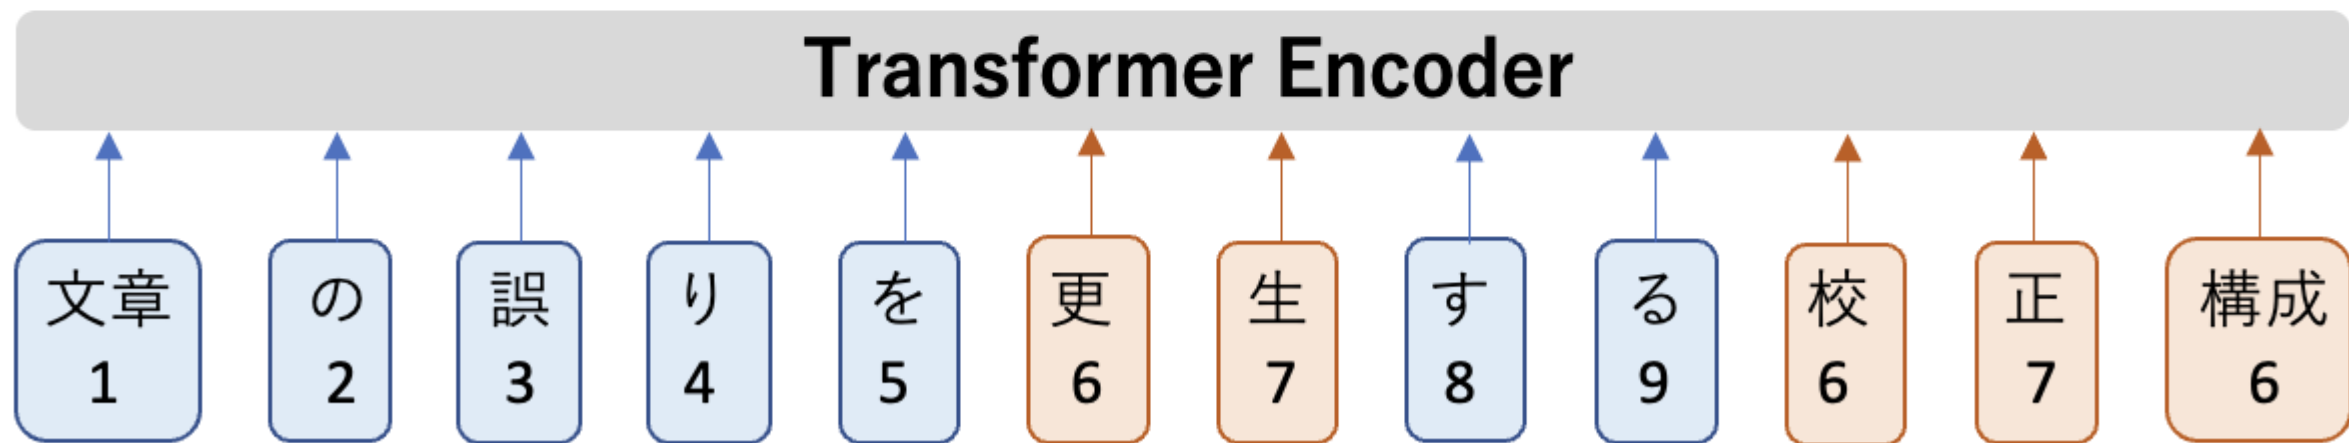 Transformer Encoder
文章 の 誤 り を 更 生 す る 校 正 構成
1 2 3 4 5 6 7 8 9 6 7 6